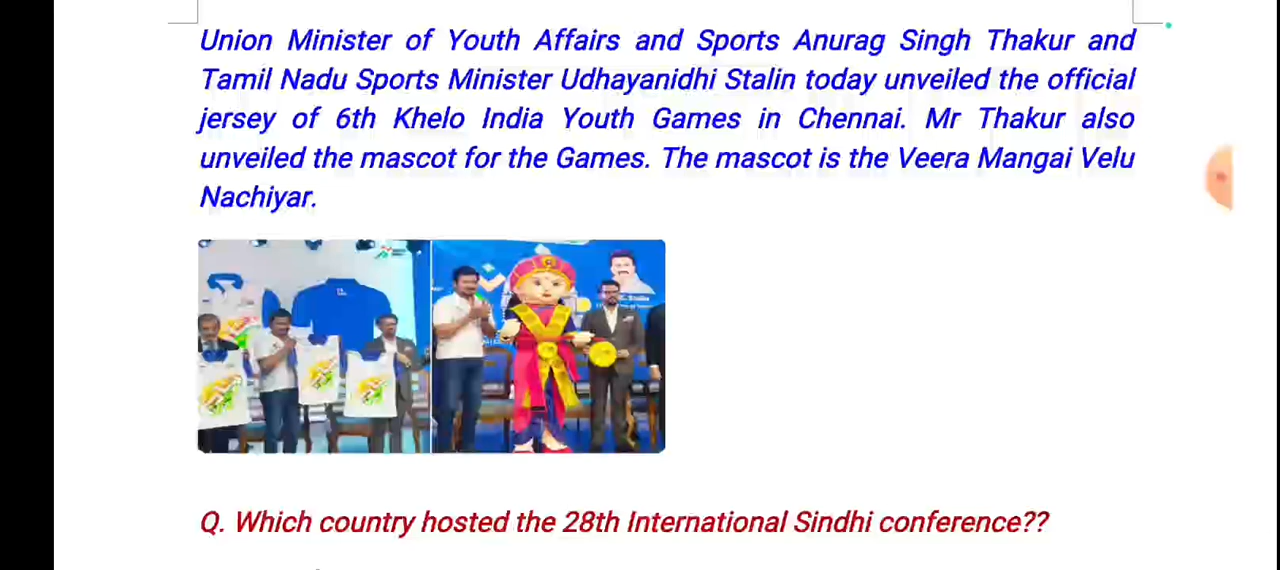 Union Minister of Youth Affairs and Sports Anurag Singh Thakur and
Tamil Nadu Sports Minister Udhayanidhi Stalin today unveiled the official
jersey of 6th Khelo India Youth Games in Chennai. Mr Thakur also
unveiled the mascot for the Games. The mascot is the Veera Mangai Velu
Nachiyar.
Q. Which country hosted the 28th International Sindhi conference??